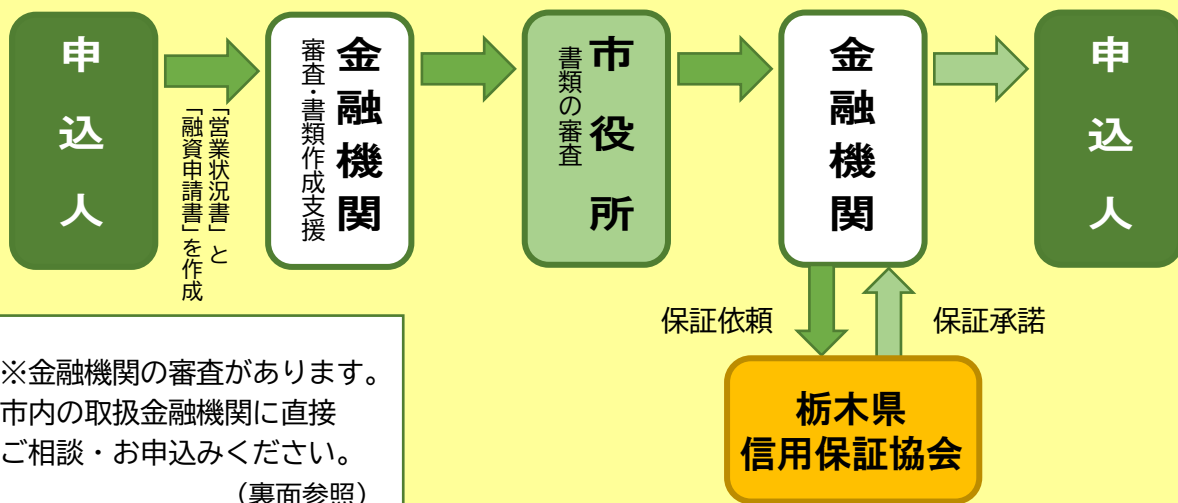 申込人
「営業状況書」と
「融資申請書」を作成
金融機関
審査・書類作成支援
市役所
書類の審査
金融機関
申込人
保証依頼
保証承諾
栃木県
信用保証協会
※金融機関の審査があります。
市内の取扱金融機関に直接
ご相談・お申込みください。
（裏面参照）